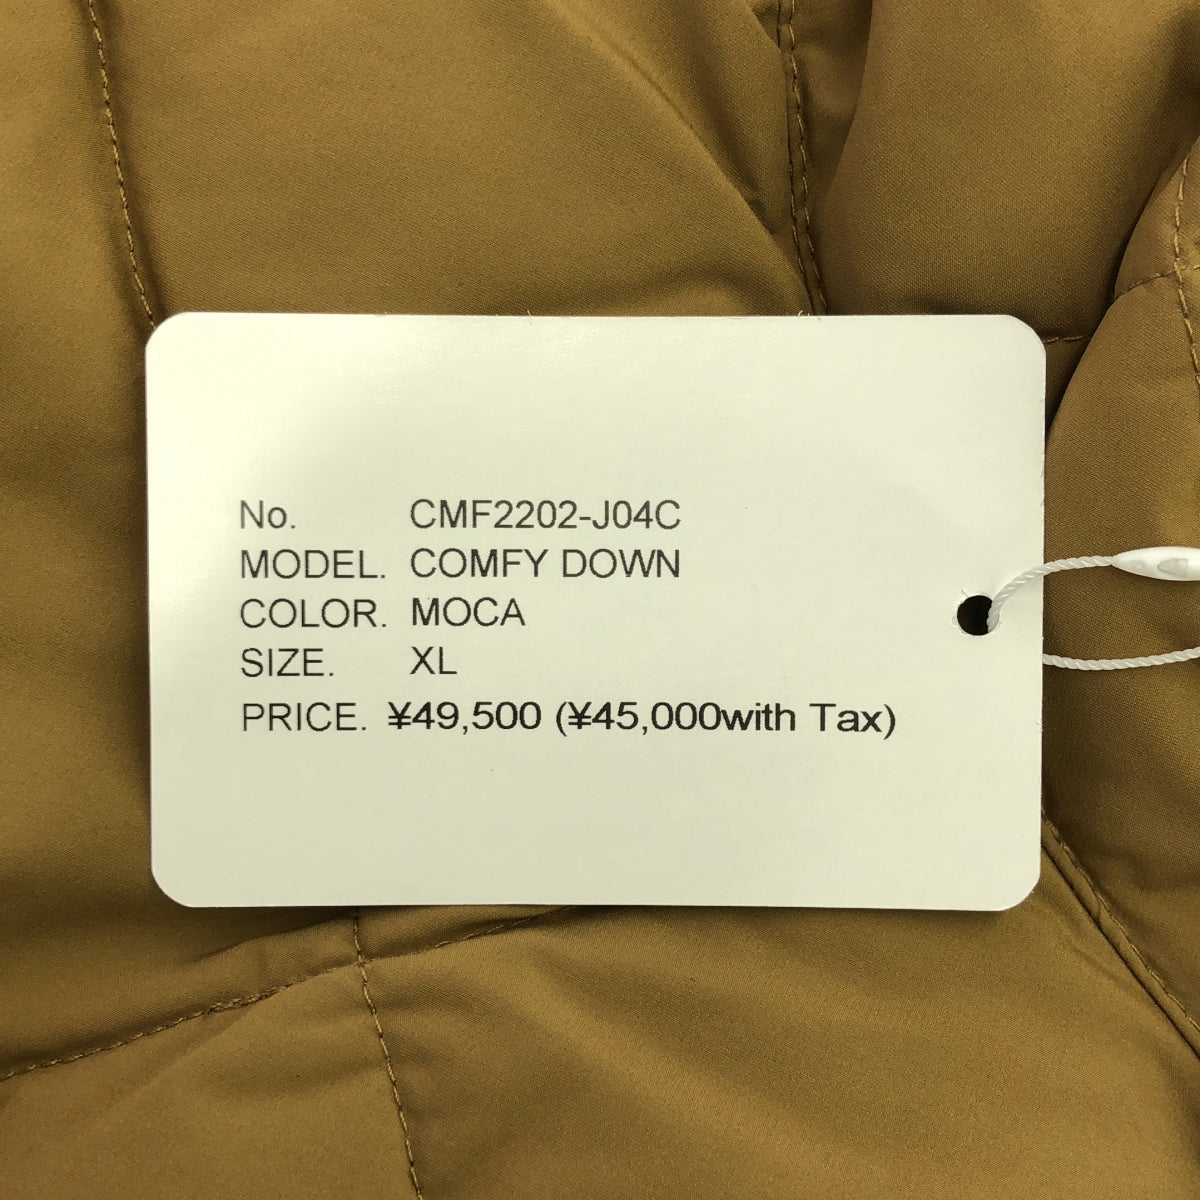 No. CMF2202-J04C
MODEL. COMFY DOWN
COLOR. MOCA
SIZE. XL
PRICE. ¥49,500 (¥45,000with Tax)